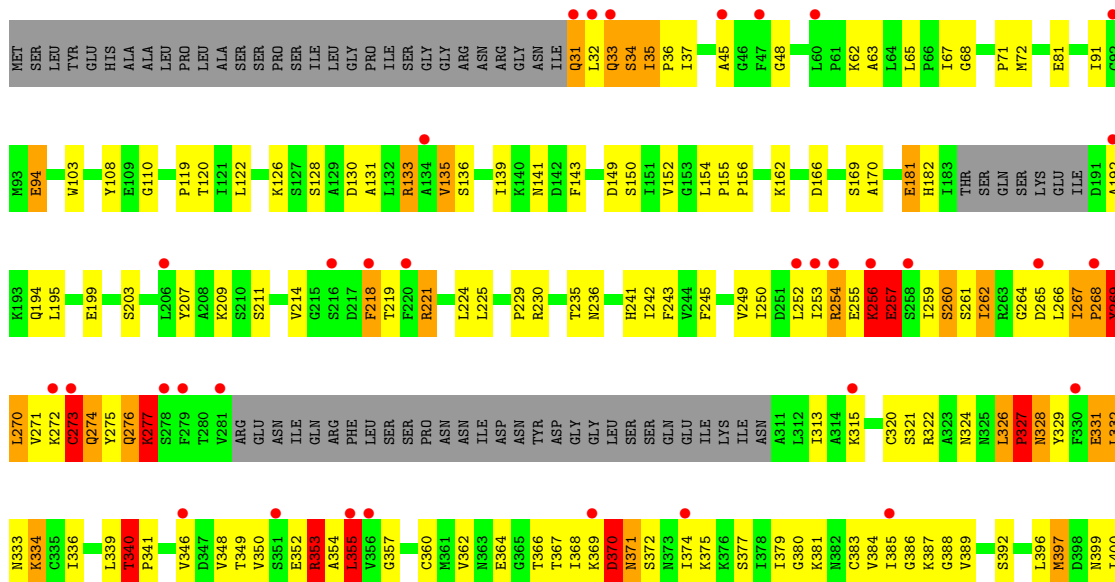 MET SER LEU TYR GLU HIS ALA ALA LEU PRO LEU ALA SER SER PRO SER ILE LEU GLY PRO ILE SER GLY GLY ARG ASN ARG GLY ASN ILE Q31 L32 Q33 S34 I35 P36 I37 A45 G46 F47 G48 L60 P61 K62 A63 L64 L65 P66 I67 G68 P71 M72 E81 I91
M93 E94 W103 Y108 E109 G110 P119 T120 I121 L122 K126 S127 S128 A129 D130 A131 L132 R133 A134 V135 S136 I139 K140 N141 D142 F143 D149 S150 I151 V152 G153 L154 P155 P156 K162 D166 S169 A170 E181 H182 I183 THR SER GLN SER LYS GLU ILE D191 A192
K193 Q194 L195 E199 S203 L206 Y207 A208 K209 S210 S211 V214 G215 S216 D217 F218 T219 F220 R221 L224 L225 P229 R230 T235 N236 H241 I242 F243 V244 F245 V249 I250 D251 L252 I253 R254 E255 K256 E257 S258 I259 S260 S261 I262 R263 G264 D265 L266 I267 P268 Y269
L270 V271 K272 C273 Q274 Y275 Q276 K277 S278 F279 T280 V281 ARG GLU ASN ILE GLN ARG PHE LEU SER SER PRO ASN ASN ILE ASP ASN TYR ASP GLY GLY LEU SER SER GLN GLU ILE LYS ILE ASN A311 L312 I313 A314 K315 C320 S321 R322 A323 N324 N325 L326 P327 N328 Y329 F330 E331 L332
N333 K334 C335 I336 L339 T340 P341 V346 D347 V348 T349 V350 S351 E352 R353 A354 L355 V356 G357 C360 M361 V362 N363 E364 G365 T366 T367 I368 K369 D370 N371 S372 N373 I374 K375 K376 S377 I378 I379 G380 K381 N382 C383 V384 I385 G386 K387 G388 V389 S392 L396 M397 D398 N399